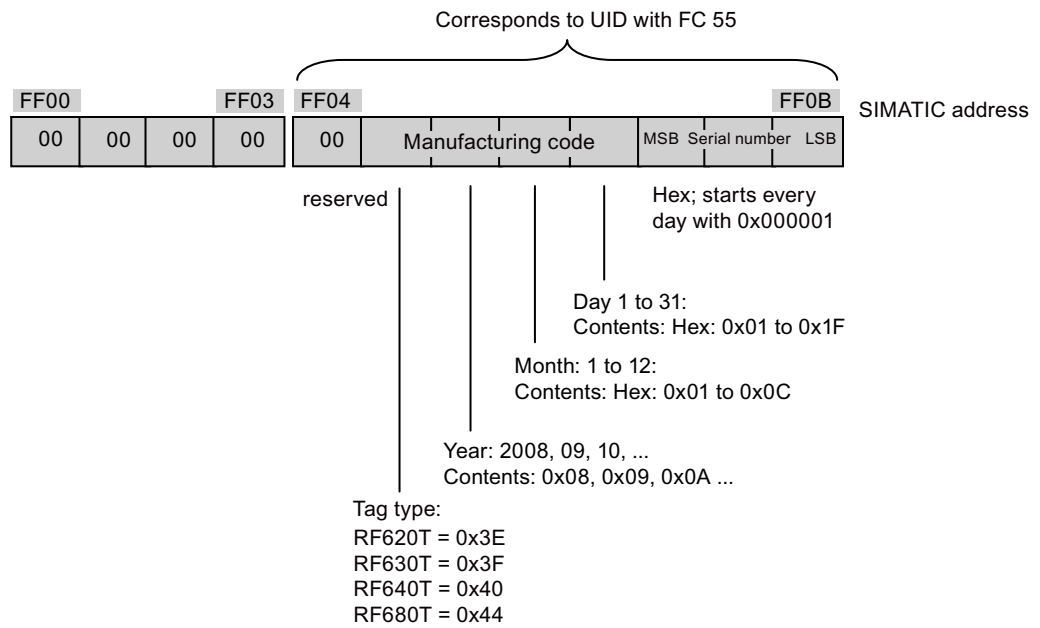 Corresponds to UID with FC 55
FF00 FF03 FF04 FF0B SIMATIC address
00 00 00 00 00 Manufacturing code MSB Serial number LSB
reserved
Hex; starts every
day with 0x000001
Day 1 to 31:
Contents: Hex: 0x01 to 0x1F
Month: 1 to 12:
Contents: Hex: 0x01 to 0x0C
Year: 2008, 09, 10, ...
Contents: 0x08, 0x09, 0x0A ...
Tag type:
RF620T = 0x3E
RF630T = 0x3F
RF640T = 0x40
RF680T = 0x44